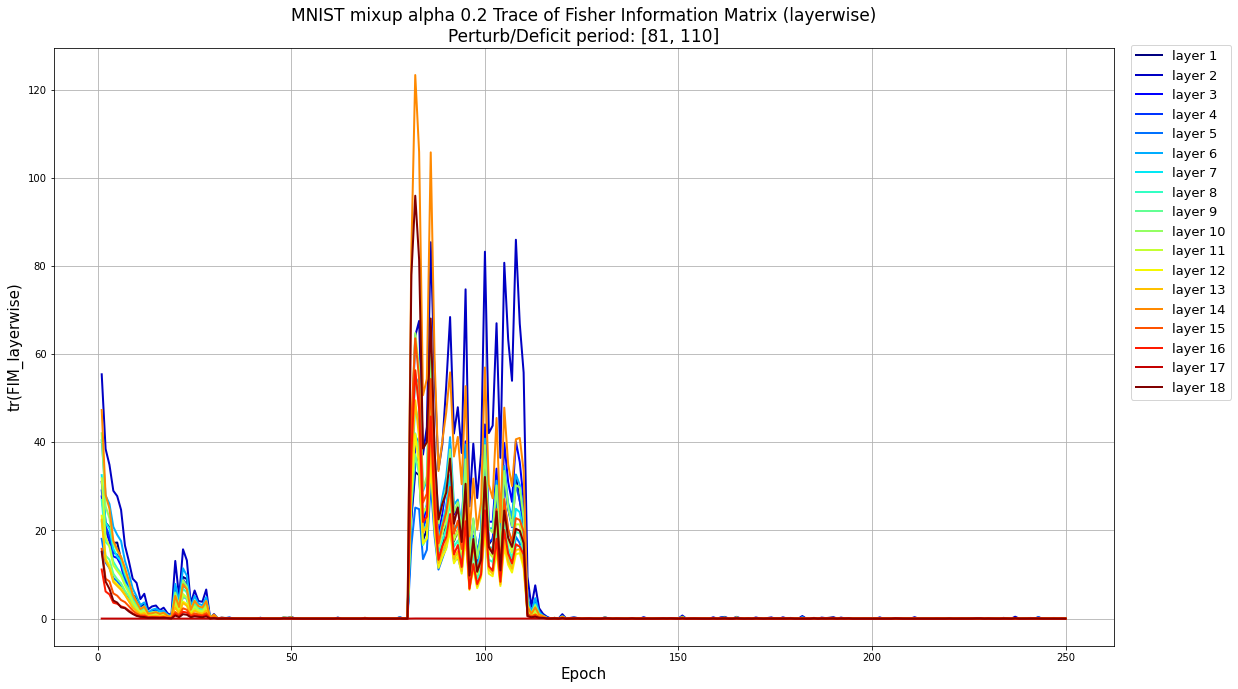 MNIST mixup alpha 0.2 Trace of Fisher Information Matrix (layerwise)
Perturb/Deficit period: [81, 110]
tr(FIM_layerwise)
120
100
80
60
40
20
0
0 50 100 150 200 250
Epoch
layer 1
layer 2
layer 3
layer 4
layer 5
layer 6
layer 7
layer 8
layer 9
layer 10
layer 11
layer 12
layer 13
layer 14
layer 15
layer 16
layer 17
layer 18